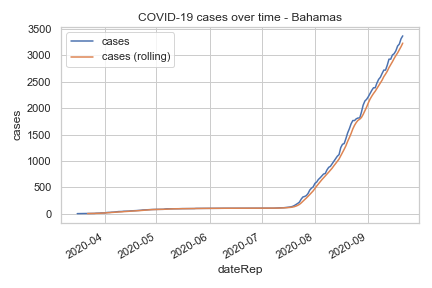 COVID-19 cases over time - Bahamas
cases
cases (rolling)
3500
3000
2500
2000
1500
1000
500
0
cases
2020-04
2020-05
2020-06
2020-07
2020-08
2020-09
dateRep